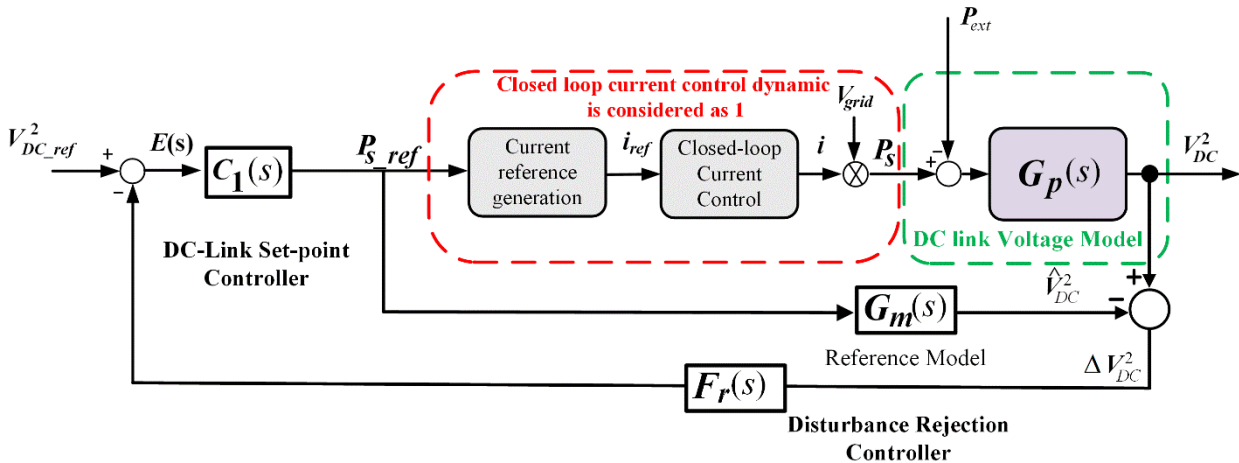 P_ext
Closed loop current control dynamic
is considered as 1
V_grid
V²_DC_ref
+
-
E(s)
C₁(s)
P_s_ref
Current
reference
generation
i_ref
Closed-loop
Current
Control
i
P_s
+
-
G_p(s)
V²_DC
DC link Voltage Model
DC-Link Set-point
Controller
V̂²_DC
+
-
G_m(s)
Reference Model
Δ V²_DC
F_r(s)
Disturbance Rejection
Controller